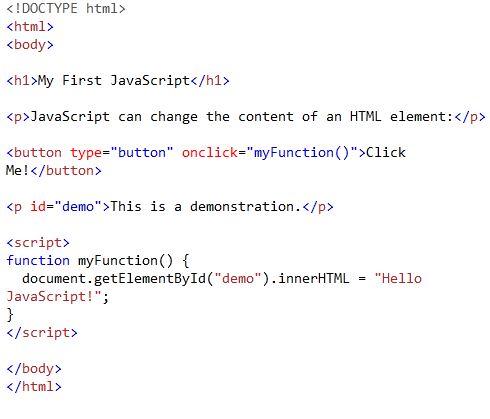 <!DOCTYPE html>
<html>
<body>
<h1>My First JavaScript</h1>
<p>JavaScript can change the content of an HTML element:</p>
<button type="button" onclick="myFunction()">Click
Me!</button>
<p id="demo">This is a demonstration.</p>
<script>
function myFunction() {
  document.getElementById("demo").innerHTML = "Hello
JavaScript!";
}
</script>
</body>
</html>